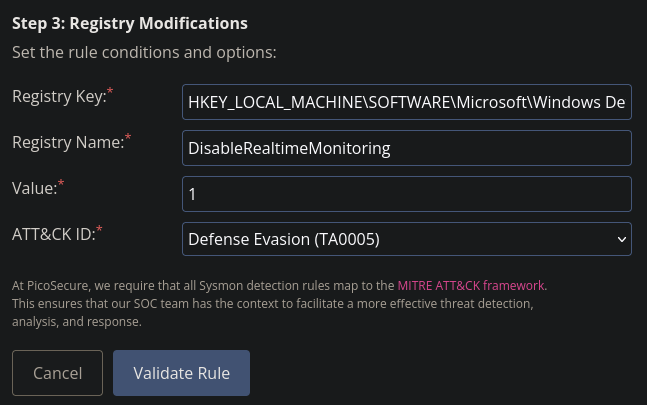 Step 3: Registry Modifications
Set the rule conditions and options:
Registry Key:*
HKEY_LOCAL_MACHINE\SOFTWARE\Microsoft\Windows De
Registry Name:*
DisableRealtimeMonitoring
Value:*
1
ATT&CK ID:*
Defense Evasion (TA0005)
At PicoSecure, we require that all Sysmon detection rules map to the MITRE ATT&CK framework.
This ensures that our SOC team has the context to facilitate a more effective threat detection,
analysis, and response.
Cancel
Validate Rule